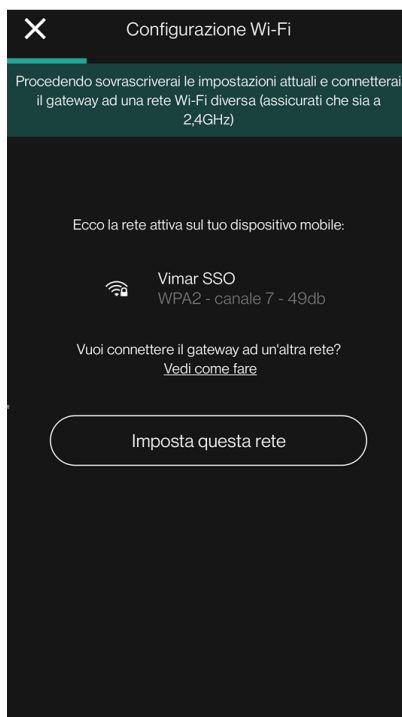 Configurazione Wi-Fi
Procedendo sovrascriverai le impostazioni attuali e connetterai
il gateway ad una rete Wi-Fi diversa (assicurati che sia a
2,4GHz)
Ecco la rete attiva sul tuo dispositivo mobile:
Vimar SSO
WPA2 - canale 7 - 49db
Vuoi connettere il gateway ad un'altra rete?
Vedi come fare
Imposta questa rete